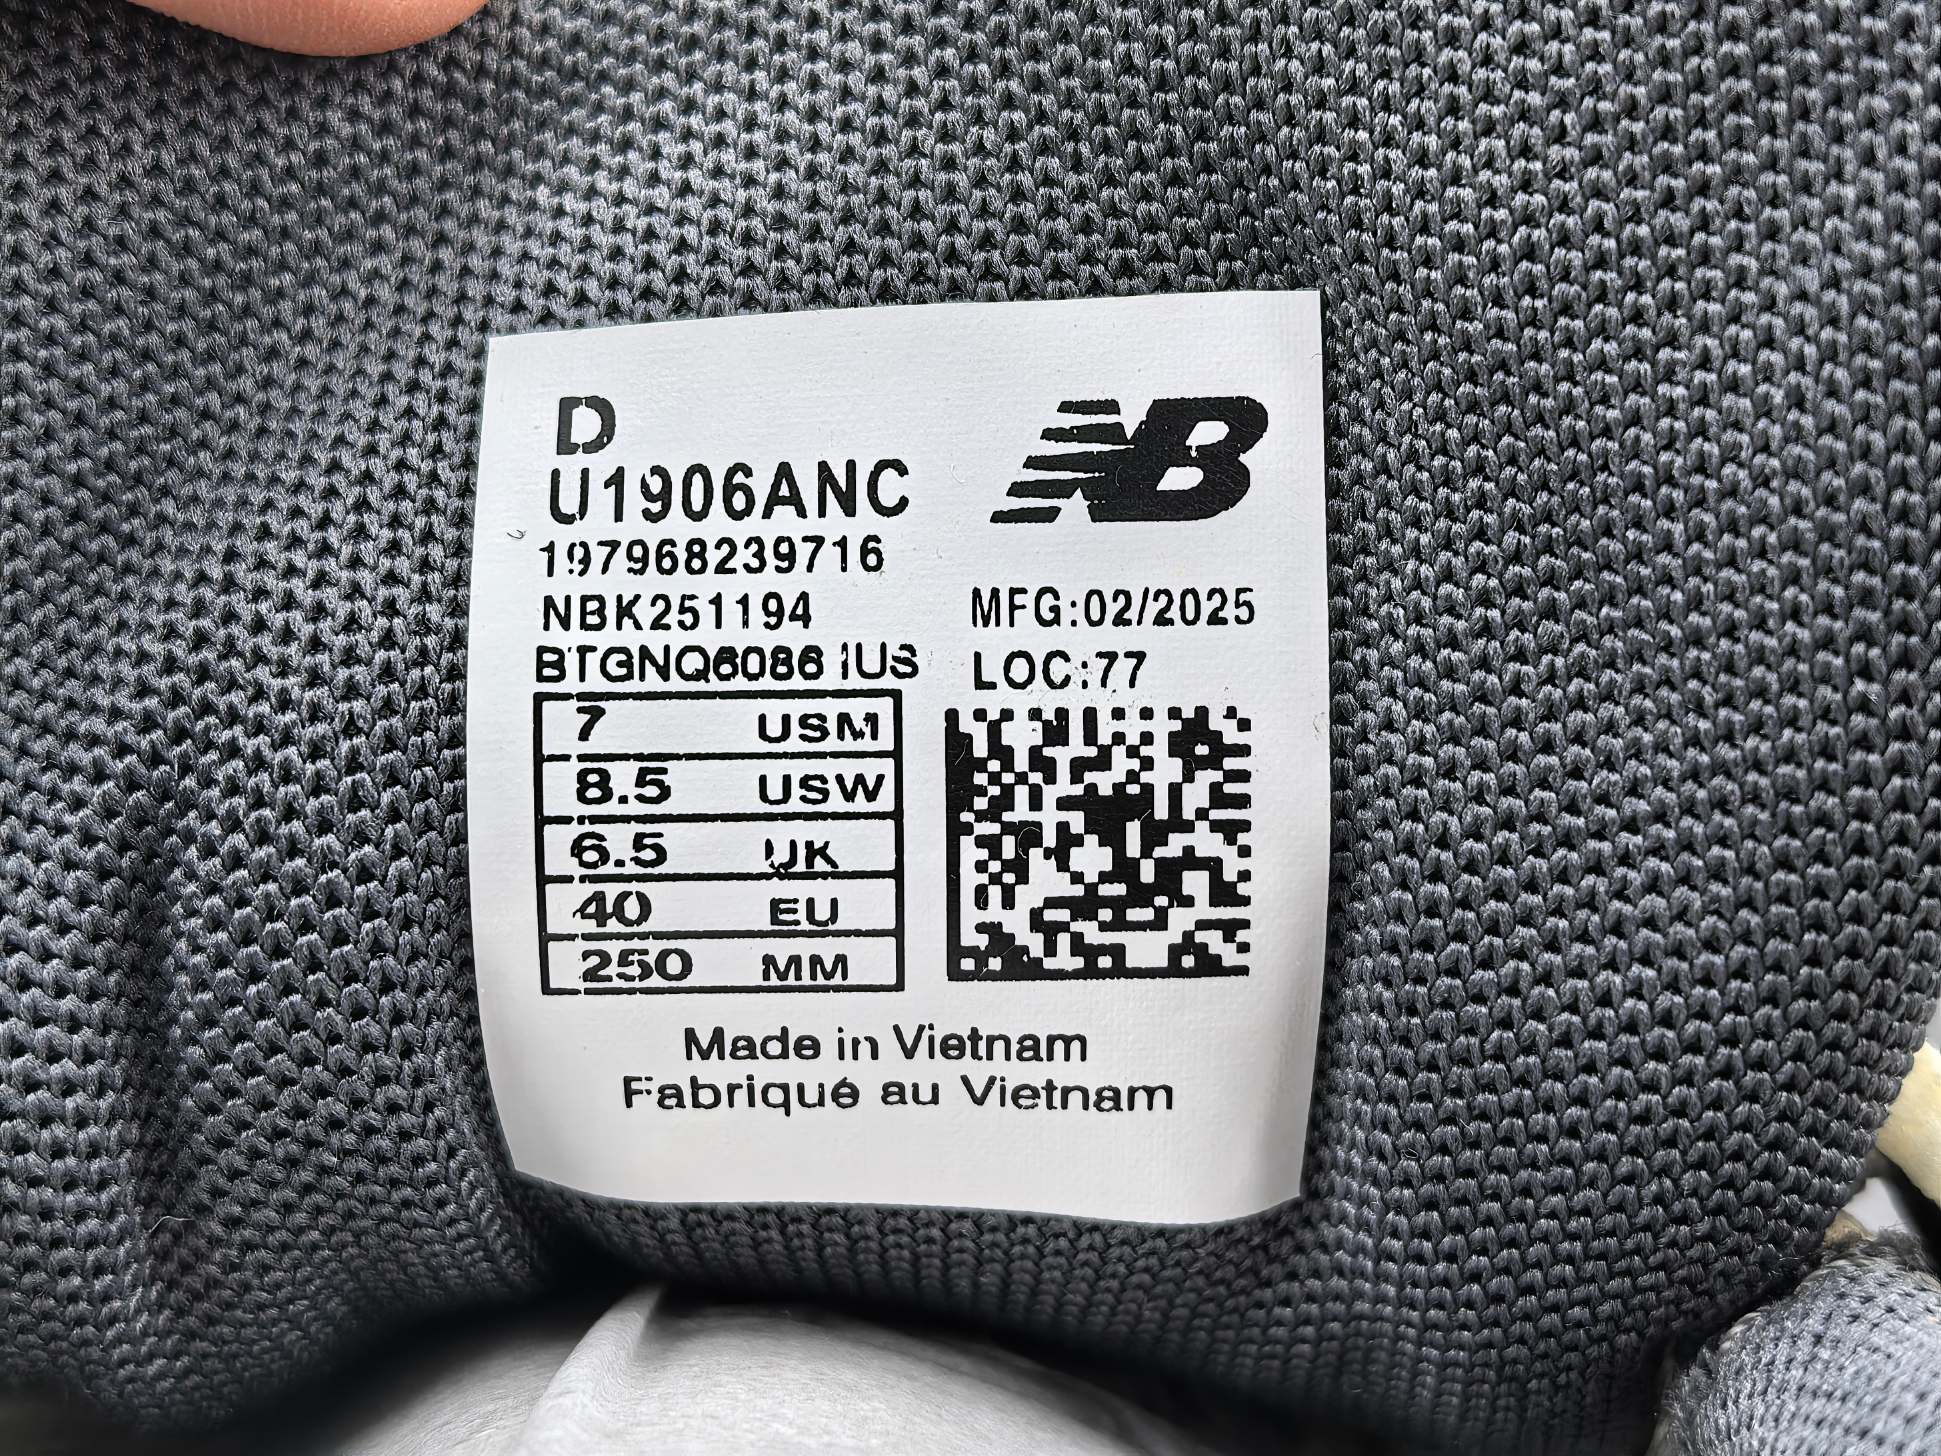 D
U1906ANC
NB
197968239716
NBK251194
MFG:02/2025
BTGNQ6086 IUS
LOC:77
7 USM
8.5 USW
6.5 UK
40 EU
250 MM
Made in Vietnam
Fabriqué au Vietnam